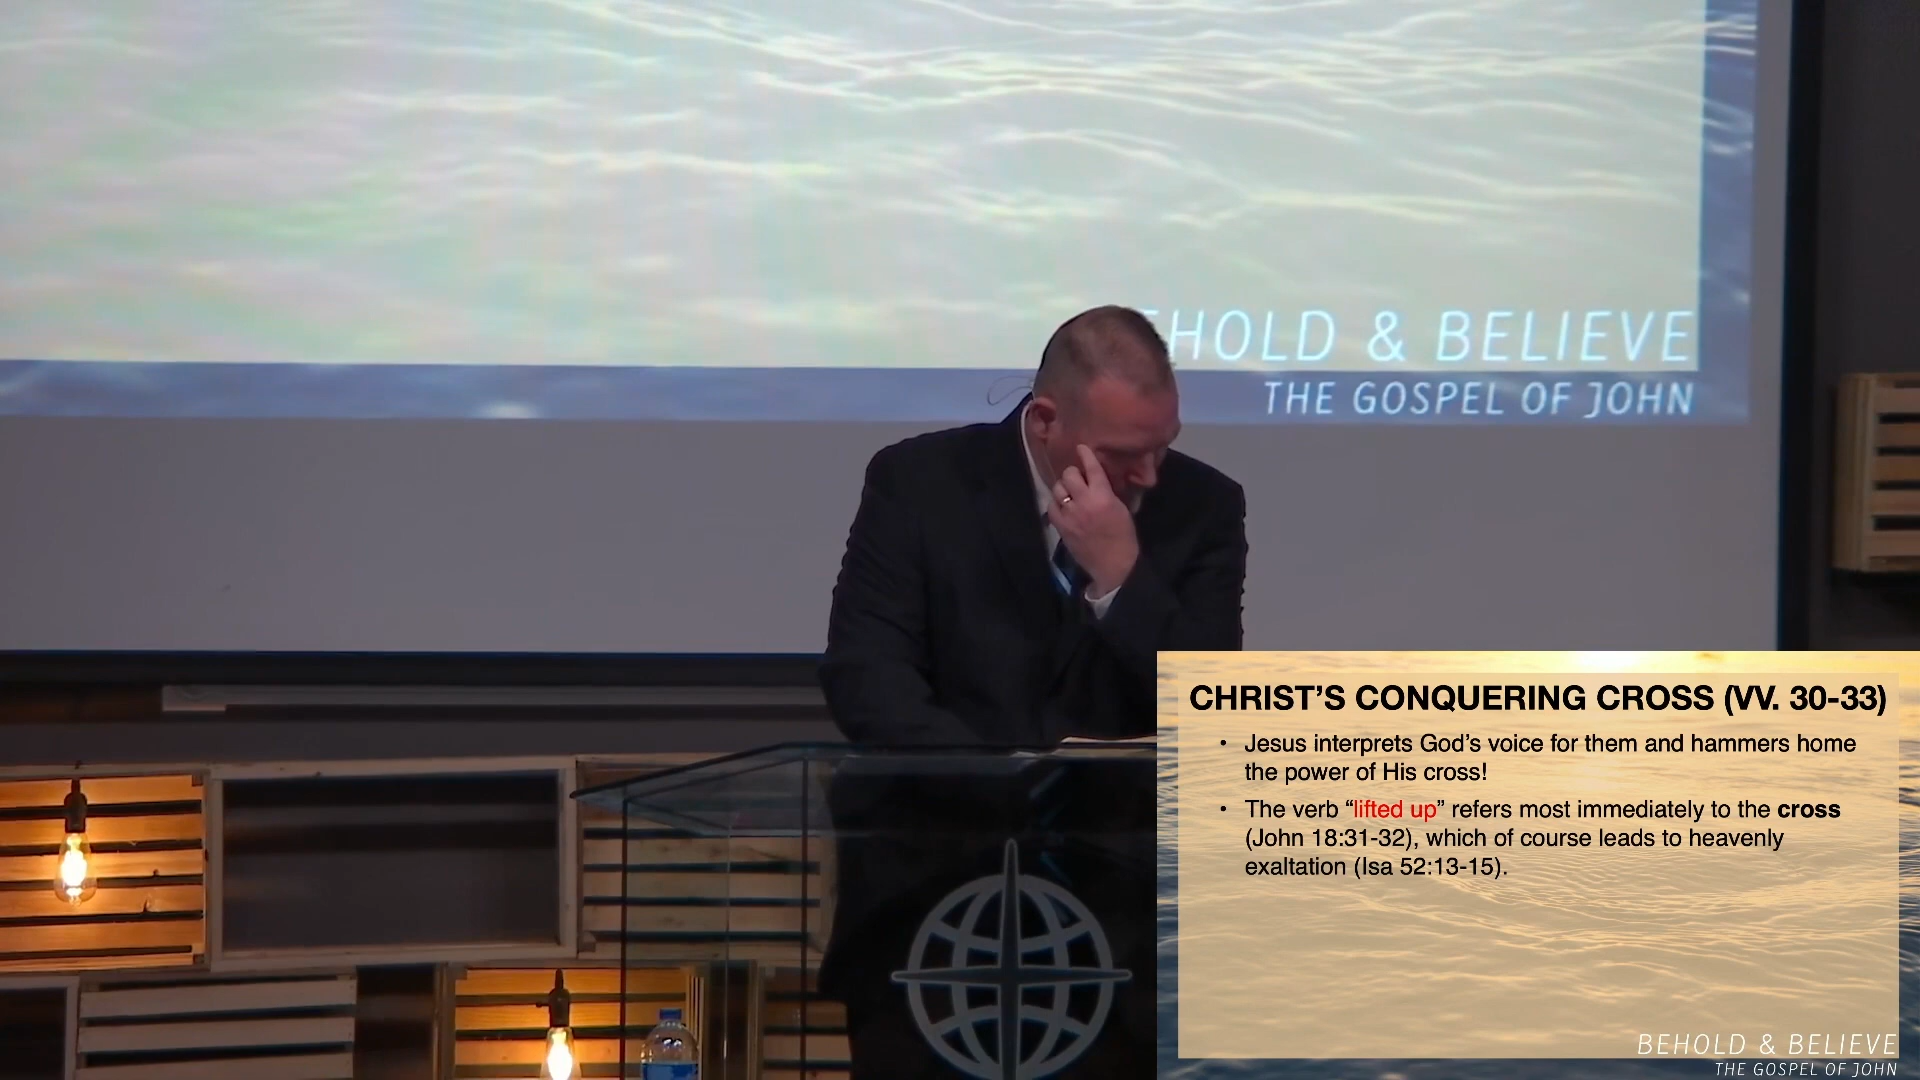 EHOLD & BELIEVE
THE GOSPEL OF JOHN
CHRIST’S CONQUERING CROSS (VV. 30-33)
• Jesus interprets God’s voice for them and hammers home
the power of His cross!
• The verb “lifted up” refers most immediately to the cross
(John 18:31-32), which of course leads to heavenly
exaltation (Isa 52:13-15).
BEHOLD & BELIEVE
THE GOSPEL OF JOHN